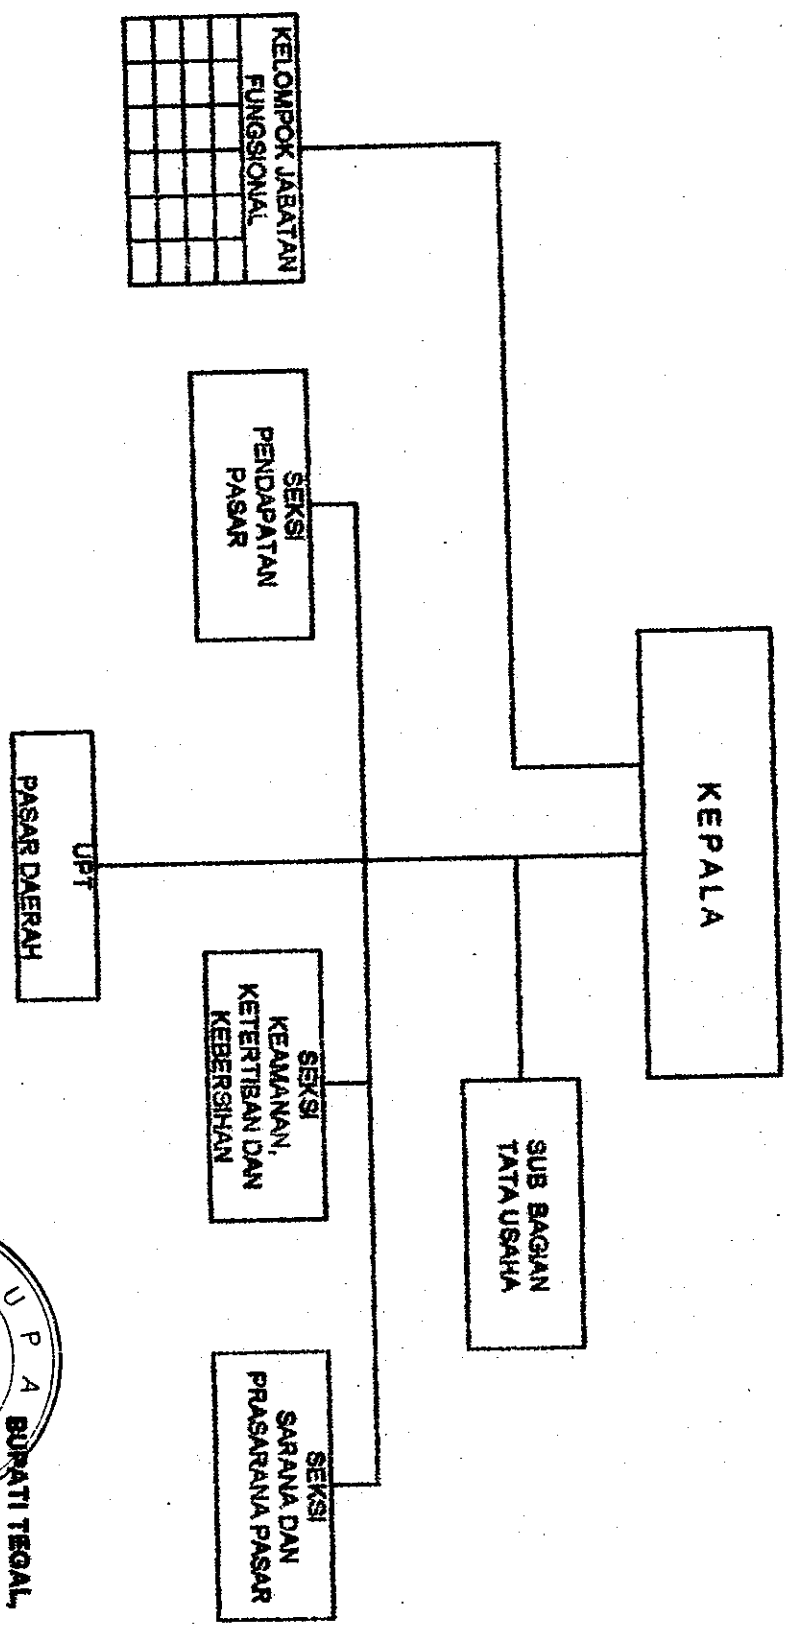 KEPALA
SUB BAGIAN
TATA USAHA
KELOMPOK JABATAN
FUNGSIONAL
SEKSI
PENDAPATAN
PASAR
SEKSI
KEAMANAN,
KETERTIBAN DAN
KEBERSIHAN
SEKSI
SARANA DAN
PRASARANA PASAR
UPT
PASAR DAERAH
BUPATI TEGAL,
U P A